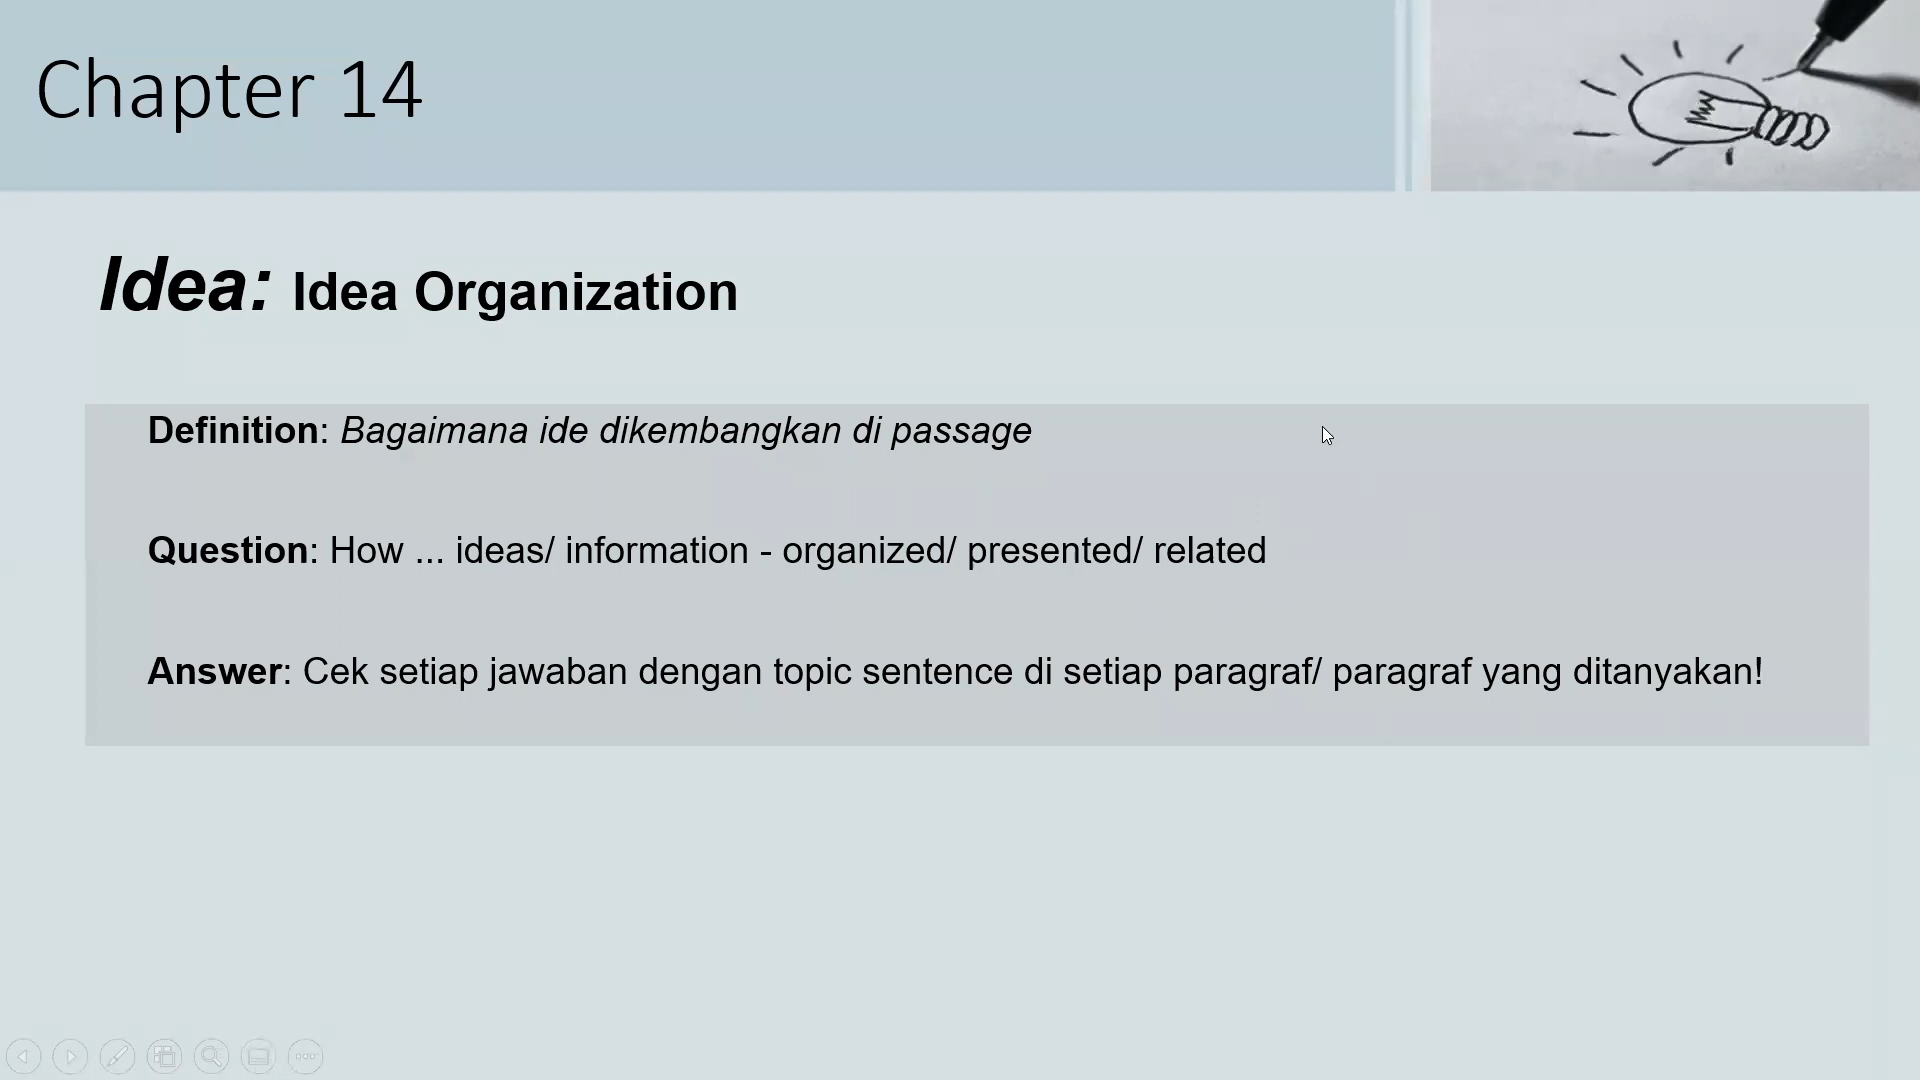 Chapter 14
Idea: Idea Organization
Definition: Bagaimana ide dikembangkan di passage
Question: How ... ideas/ information - organized/ presented/ related
Answer: Cek setiap jawaban dengan topic sentence di setiap paragraf/ paragraf yang ditanyakan!